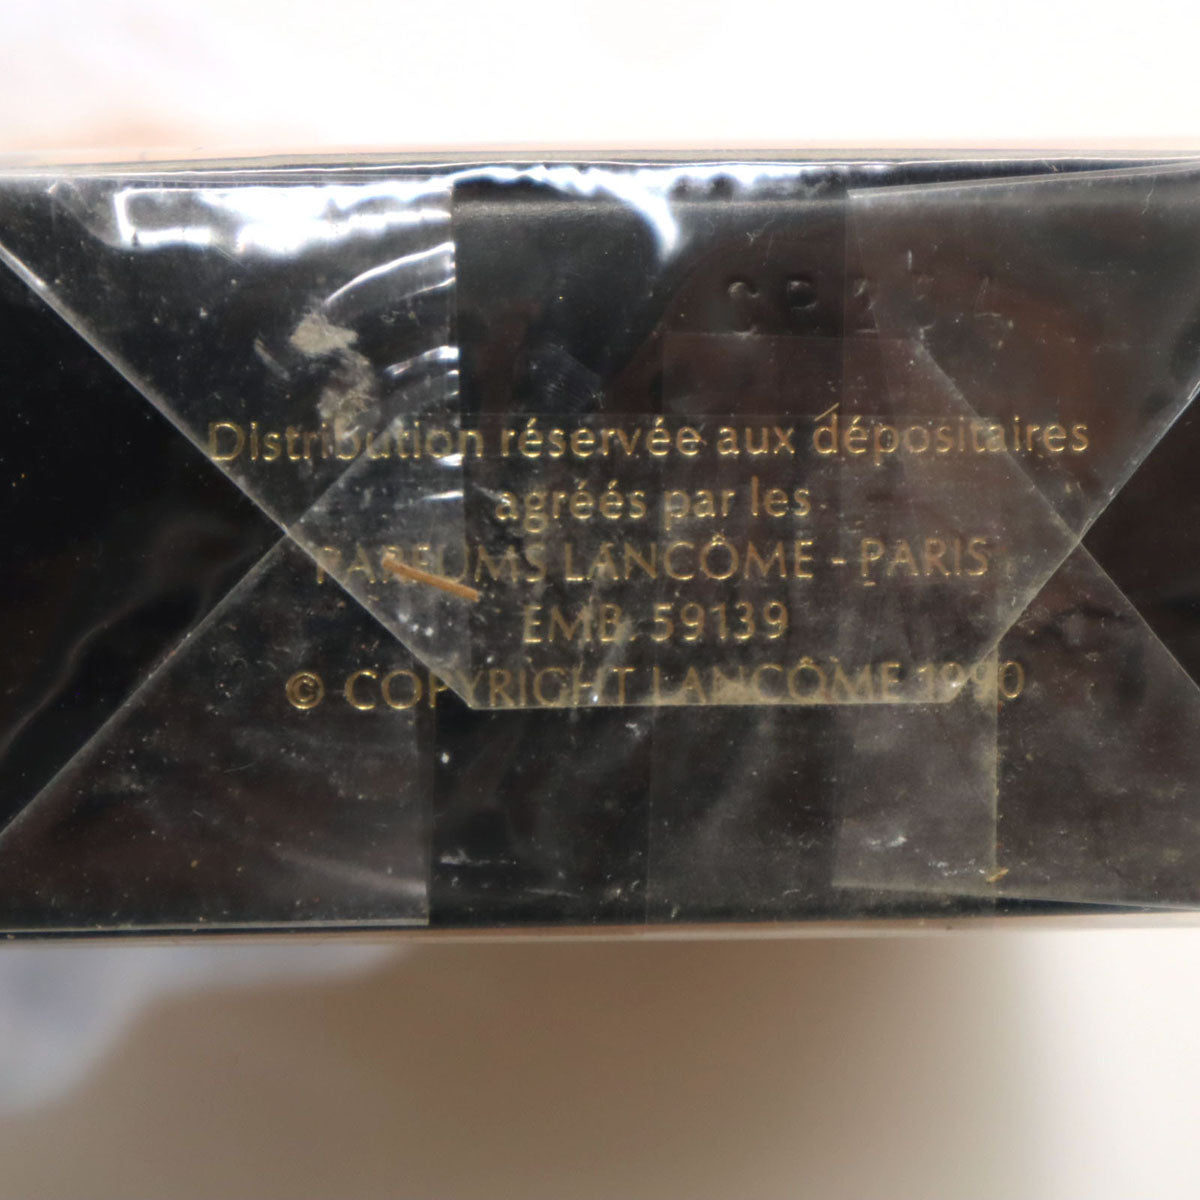 Distribution réservée aux dépositaires
agréés par les
PARFUMS LANCÔME - PARIS
EMB. 59139
© COPYRIGHT LANCÔME 1990